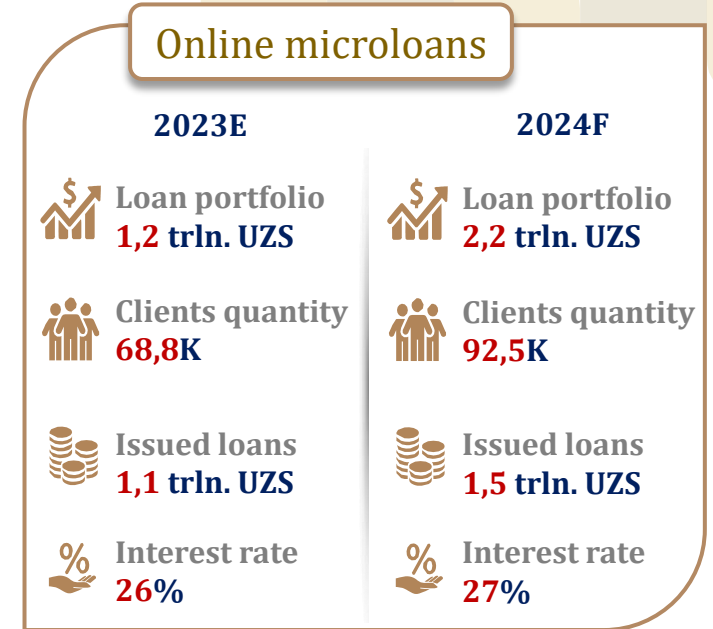 Online microloans
2023E
Loan portfolio
1,2 trln. UZS
Clients quantity
68,8K
Issued loans
1,1 trln. UZS
Interest rate
26%
2024F
Loan portfolio
2,2 trln. UZS
Clients quantity
92,5K
Issued loans
1,5 trln. UZS
Interest rate
27%